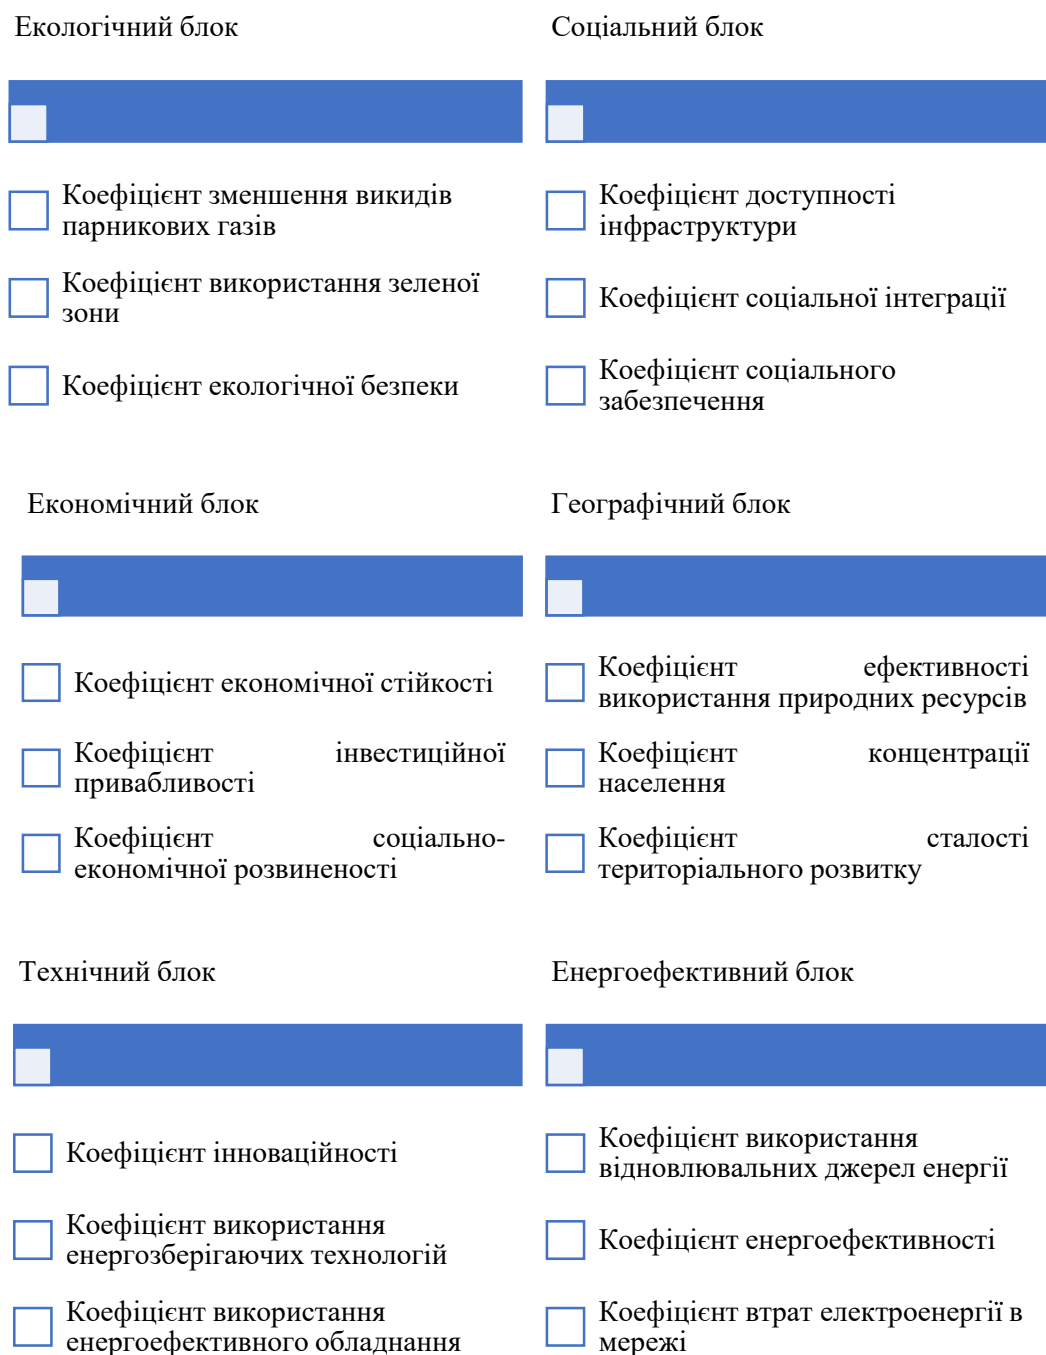 Екологічний блок
Коефіцієнт зменшення викидів
парникових газів
Коефіцієнт використання зеленої
зони
Коефіцієнт екологічної безпеки
Соціальний блок
Коефіцієнт доступності
інфраструктури
Коефіцієнт соціальної інтеграції
Коефіцієнт соціального
забезпечення
Економічний блок
Коефіцієнт економічної стійкості
Коефіцієнт інвестиційної
привабливості
Коефіцієнт соціально-
економічної розвиненості
Географічний блок
Коефіцієнт ефективності
використання природних ресурсів
Коефіцієнт концентрації
населення
Коефіцієнт сталості
територіального розвитку
Технічний блок
Коефіцієнт інноваційності
Коефіцієнт використання
енергозберігаючих технологій
Коефіцієнт використання
енергоефективного обладнання
Енергоефективний блок
Коефіцієнт використання
відновлювальних джерел енергії
Коефіцієнт енергоефективності
Коефіцієнт втрат електроенергії в
мережі